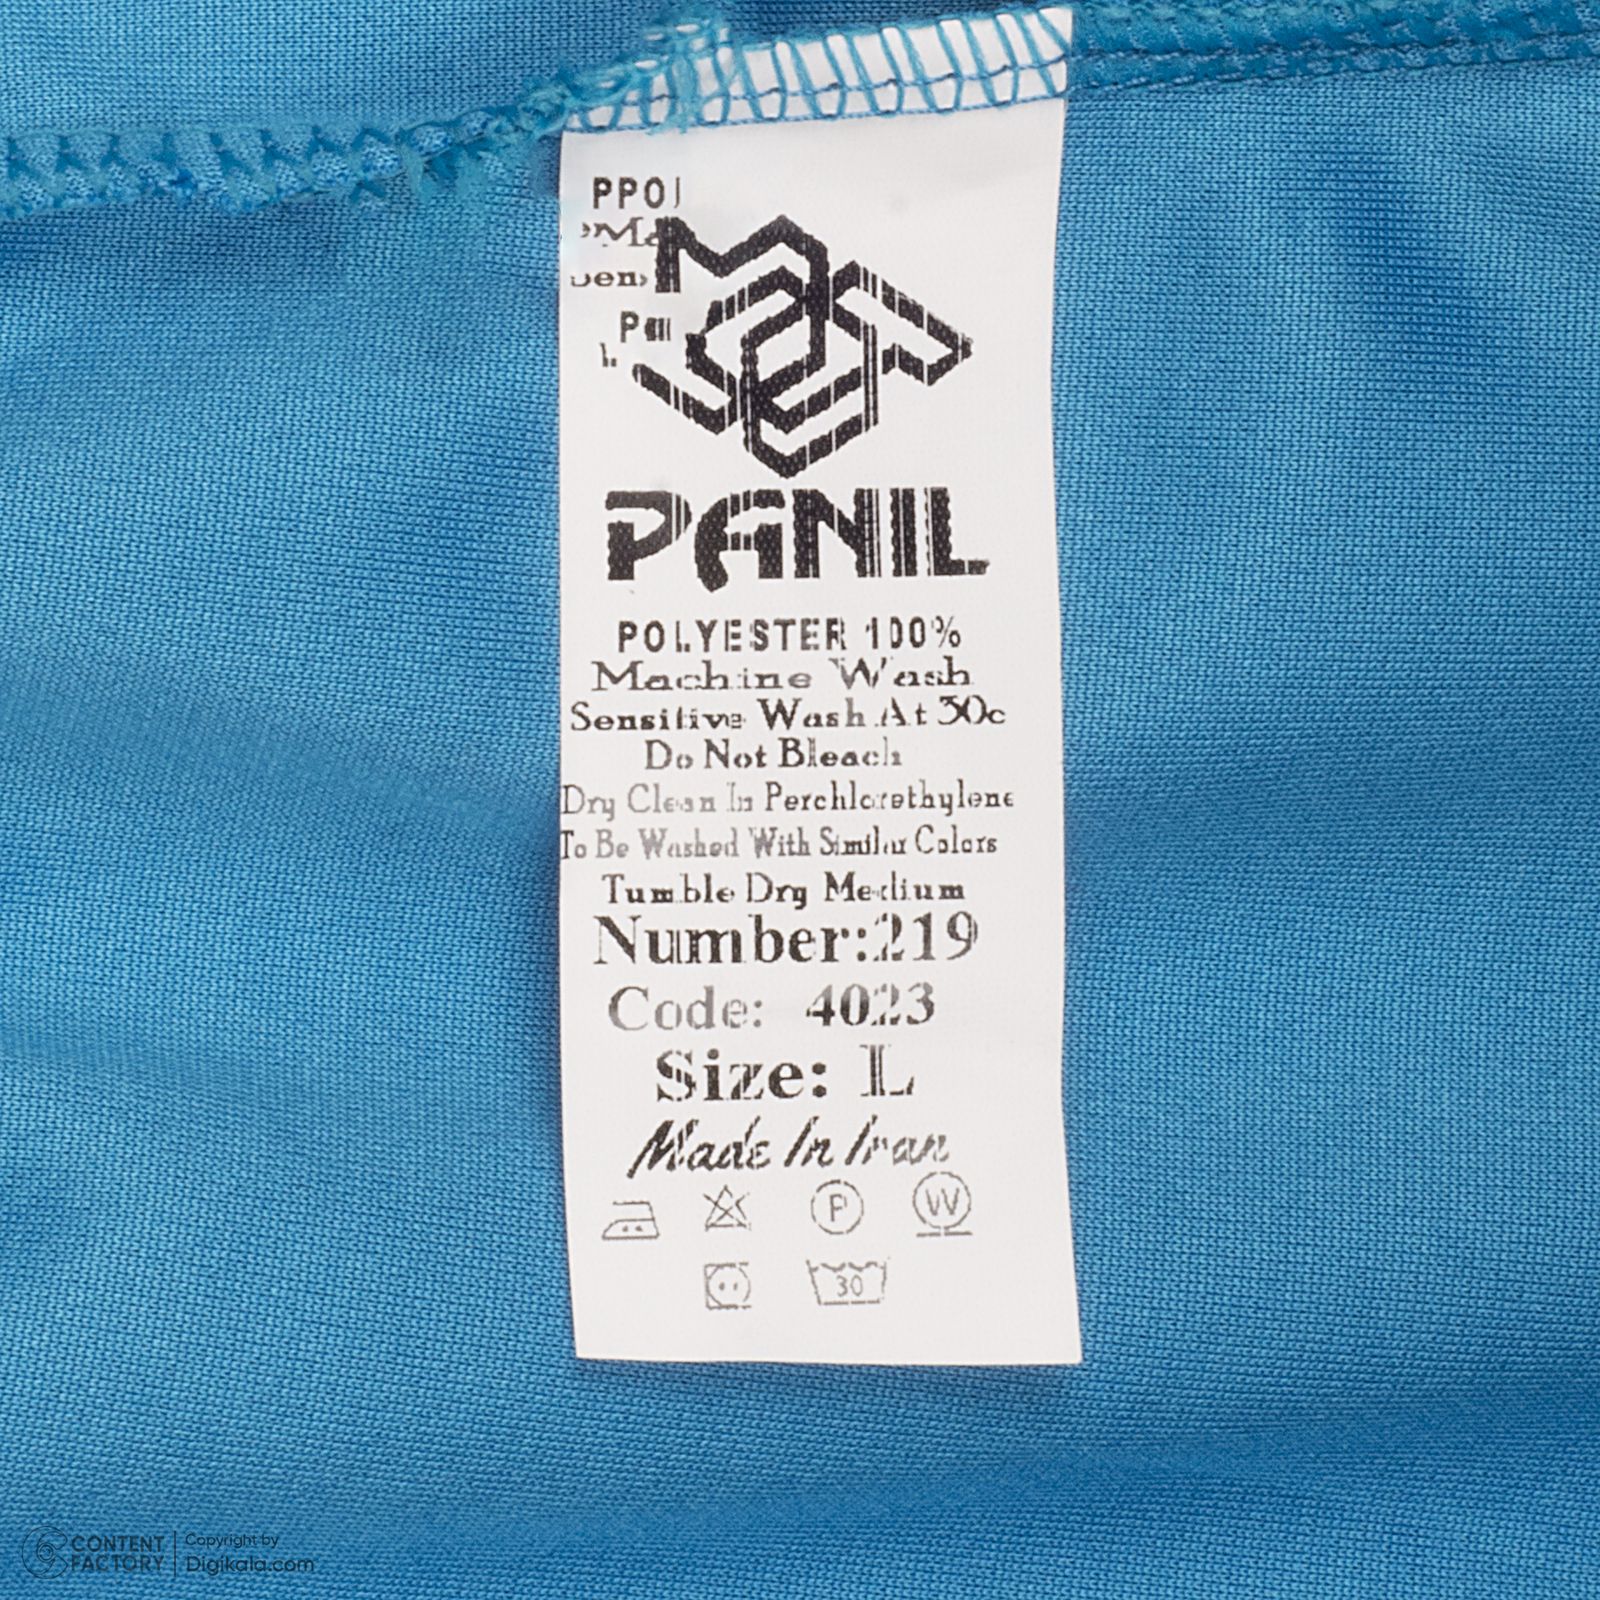 PANIL
POLYESTER 100%
Machine Wash
Sensitive Wash At 30c
Do Not Bleach
Dry Clean In Perchlorethylene
To Be Washed With Similar Colors
Tumble Dry Medium
Number:219
Code: 4023
Size: L
Made In Iran
P
W
30
CONTENT FACTORY
Copyright by
Digikala.com